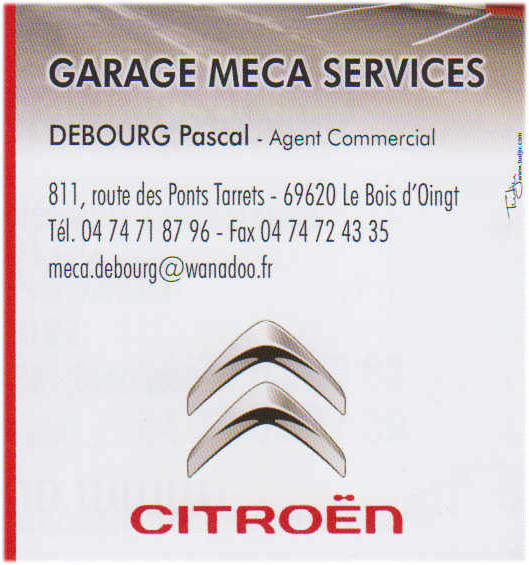 GARAGE MECA SERVICES
DEBOURG Pascal - Agent Commercial
811, route des Ponts Tarrets - 69620 Le Bois d'Oingt
Tél. 04 74 71 87 96 - Fax 04 74 72 43 35
meca.debourg@wanadoo.fr
CITROËN